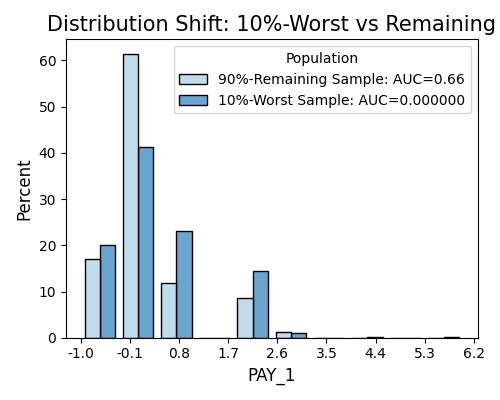 Distribution Shift: 10%-Worst vs Remaining
Population
90%-Remaining Sample: AUC=0.66
10%-Worst Sample: AUC=0.000000
Percent
60
50
40
30
20
10
0
-1.0 -0.1 0.8 1.7 2.6 3.5 4.4 5.3 6.2
PAY_1